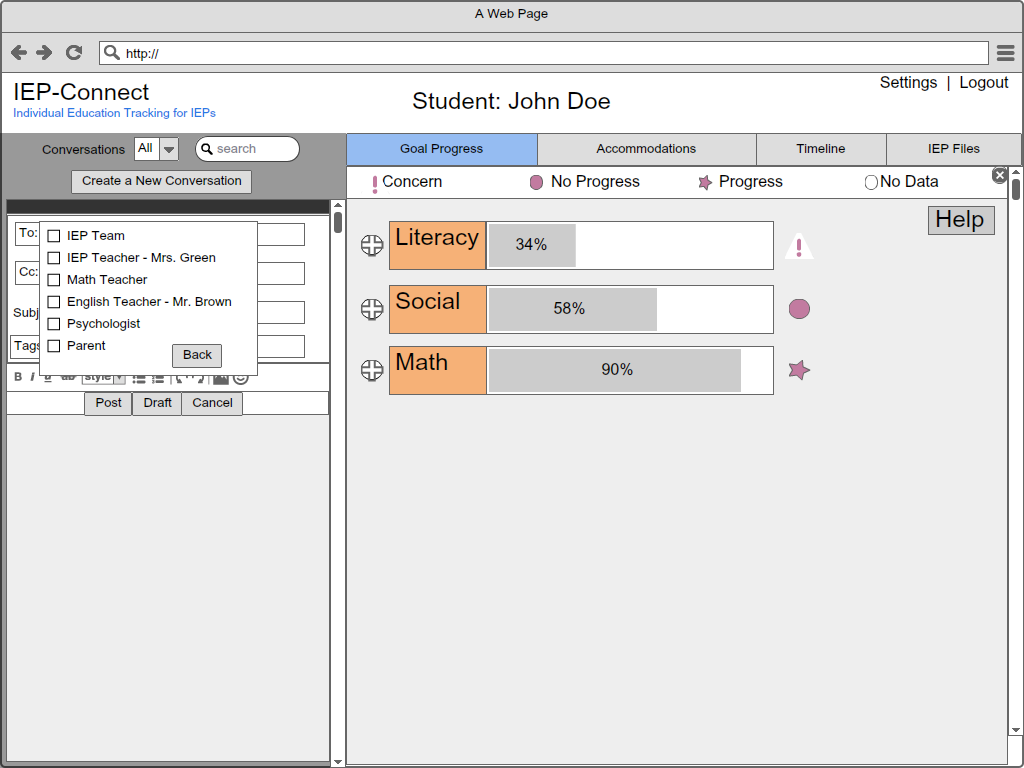 A Web Page
http://
IEP-Connect
Individual Education Tracking for IEPs
Student: John Doe
Settings | Logout
Conversations All search
Create a New Conversation
Goal Progress Accommodations Timeline IEP Files
Concern No Progress Progress No Data
Help
To:
Cc:
Subj
Tags
IEP Team
IEP Teacher - Mrs. Green
Math Teacher
English Teacher - Mr. Brown
Psychologist
Parent
Back
B i u ab style
Post Draft Cancel
Literacy 34%
Social 58%
Math 90%